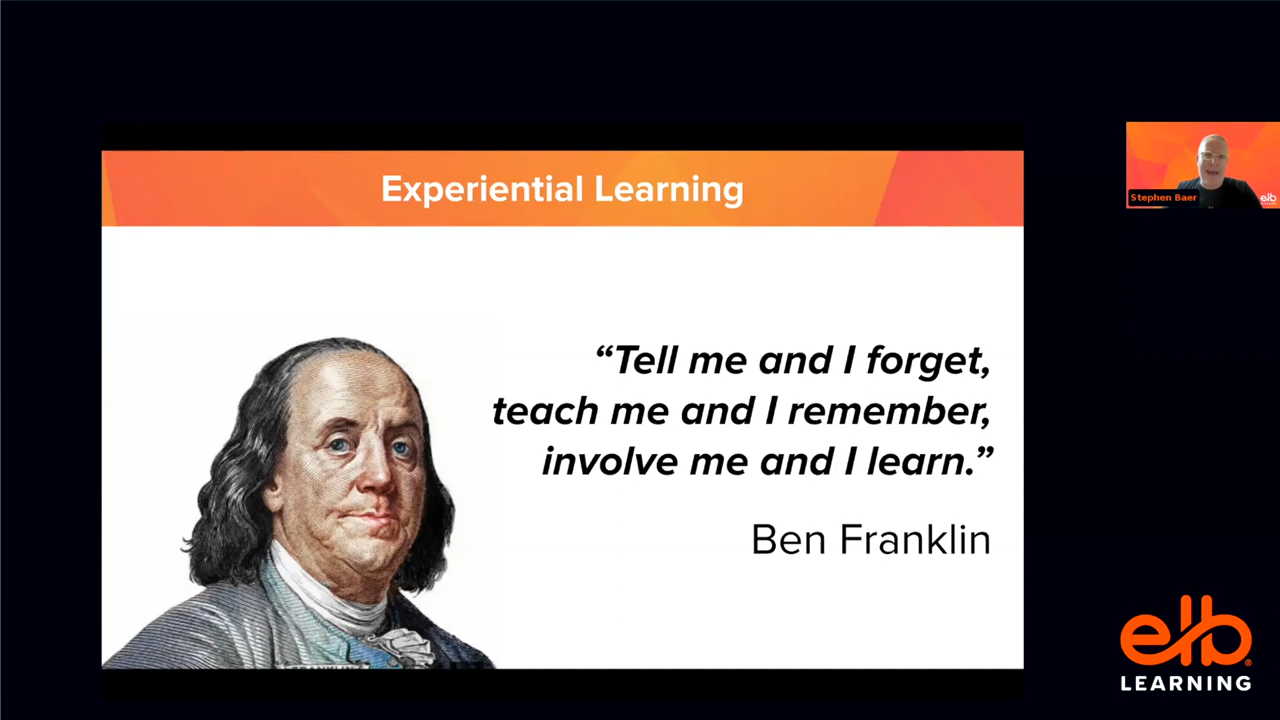 Experiential Learning
“Tell me and I forget,
teach me and I remember,
involve me and I learn.”
Ben Franklin
Stephen Baer
elb
elb
LEARNING